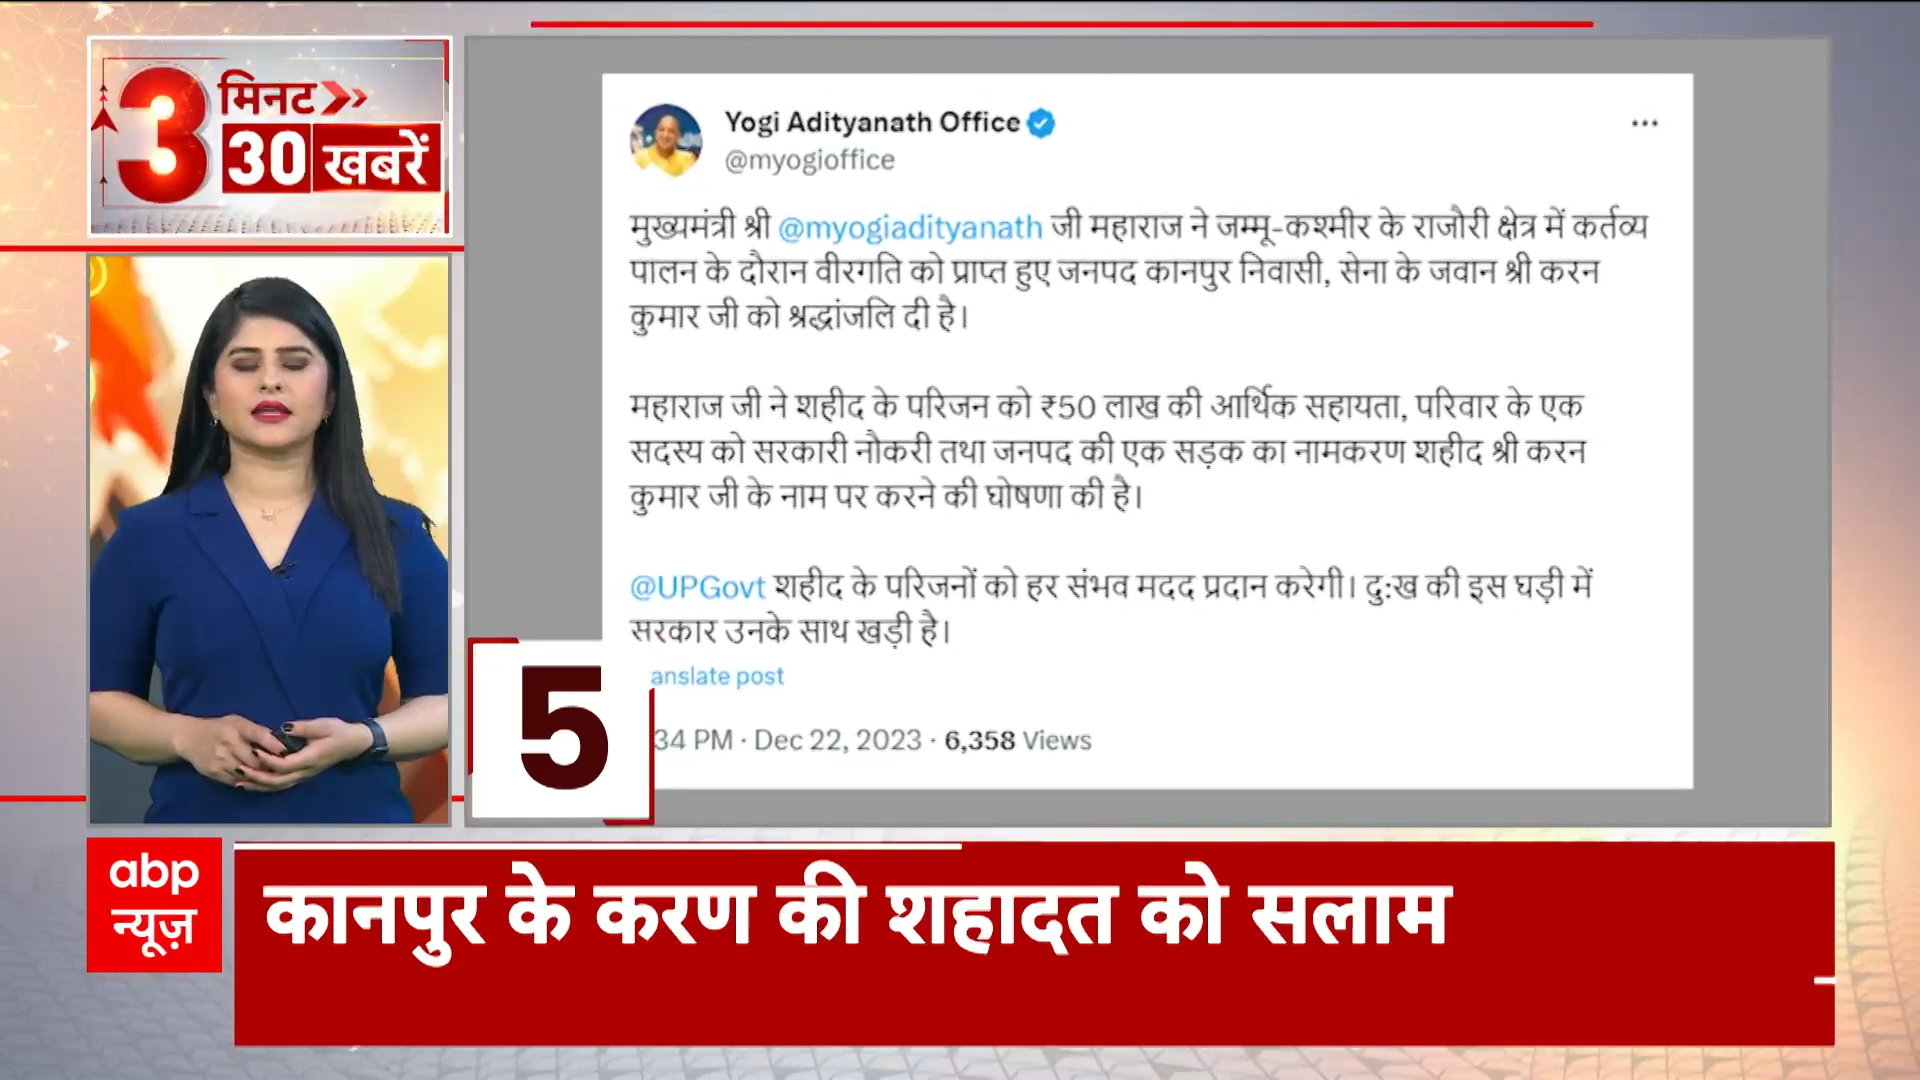 3 मिनट
30 खबरें
Yogi Adityanath Office
@myogioffice
मुख्यमंत्री श्री @myogiadityanath जी महाराज ने जम्मू-कश्मीर के राजोरी क्षेत्र में कर्तव्य
पालन के दौरान वीरगति को प्राप्त हुए जनपद कानपुर निवासी, सेना के जवान श्री करन
कुमार जी को श्रद्धांजलि दी है।
महाराज जी ने शहीद के परिजन को ₹50 लाख की आर्थिक सहायता, परिवार के एक
सदस्य को सरकारी नौकरी तथा जनपद की एक सड़क का नामकरण शहीद श्री करन
कुमार जी के नाम पर करने की घोषणा की है।
@UPGovt शहीद के परिजनों को हर संभव मदद प्रदान करेगी। दु:ख की इस घड़ी में
सरकार उनके साथ खड़ी है।
anslate post
34 PM · Dec 22, 2023 · 6,358 Views
5
abp
न्यूज़
कानपुर के करण की शहादत को सलाम